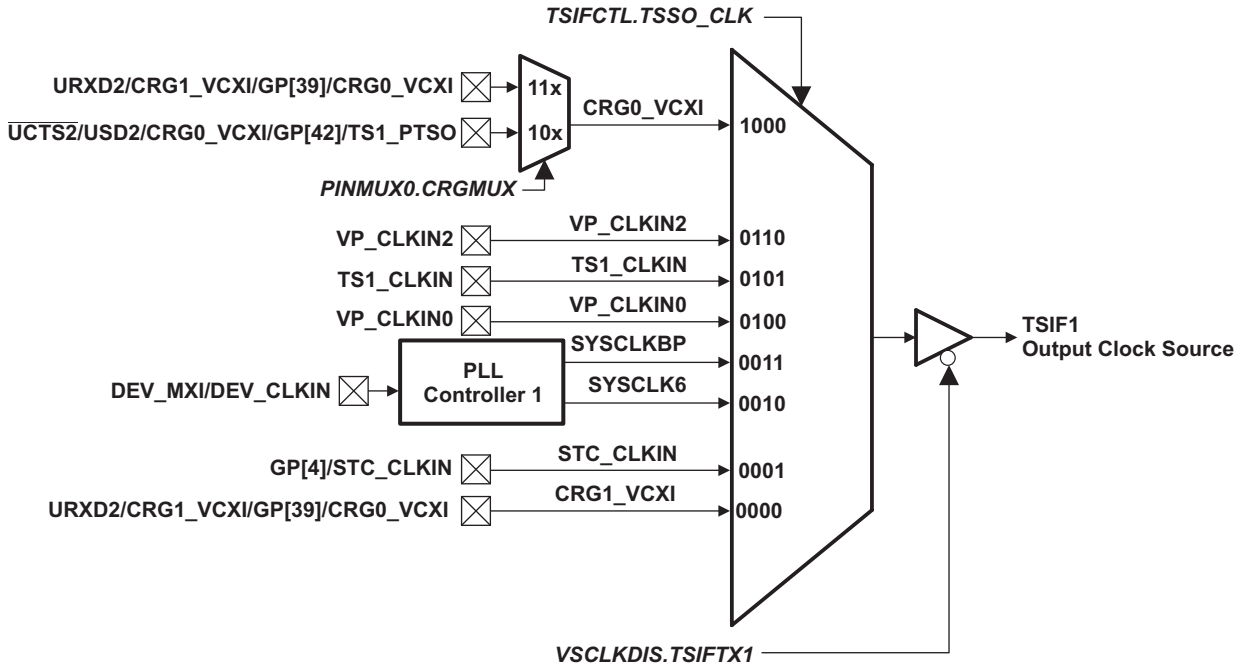 TSIFCTL.TSSO_CLK
URXD2/CRG1_VCXI/GP[39]/CRG0_VCXI
11x
CRG0_VCXI
1000
UCTS2/USD2/CRG0_VCXI/GP[42]/TS1_PTSO
10x
PINMUX0.CRGMUX
VP_CLKIN2
VP_CLKIN2
0110
TS1_CLKIN
TS1_CLKIN
0101
VP_CLKIN0
VP_CLKIN0
0100
SYSCLKBP
0011
DEV_MXI/DEV_CLKIN
PLL
Controller 1
SYSCLK6
0010
TSIF1
Output Clock Source
GP[4]/STC_CLKIN
STC_CLKIN
0001
URXD2/CRG1_VCXI/GP[39]/CRG0_VCXI
CRG1_VCXI
0000
VSCLKDIS.TSIFTX1